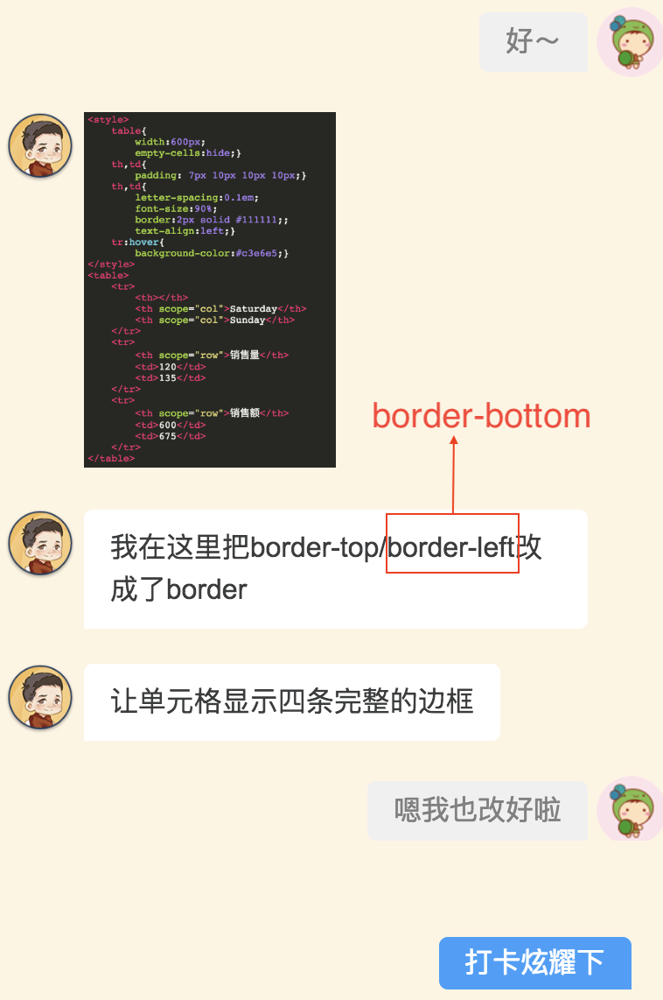 好～
<style>
table{
width:600px;
empty-cells:hide;}
th,td{
padding: 7px 10px 10px 10px;}
th,td{
letter-spacing:0.1em;
font-size:90%;
border:2px solid #111111;;
text-align:left;}
tr:hover{
background-color:#c3e6e5;}
</style>
<table>
<tr>
<th></th>
<th scope="col">Saturday</th>
<th scope="col">Sunday</th>
</tr>
<tr>
<th scope="row">销售量</th>
<td>120</td>
<td>135</td>
</tr>
<tr>
<th scope="row">销售额</th>
<td>600</td>
<td>675</td>
</tr>
</table>
border-bottom
我在这里把border-top/border-left改
成了border
让单元格显示四条完整的边框
嗯我也改好啦
打卡炫耀下